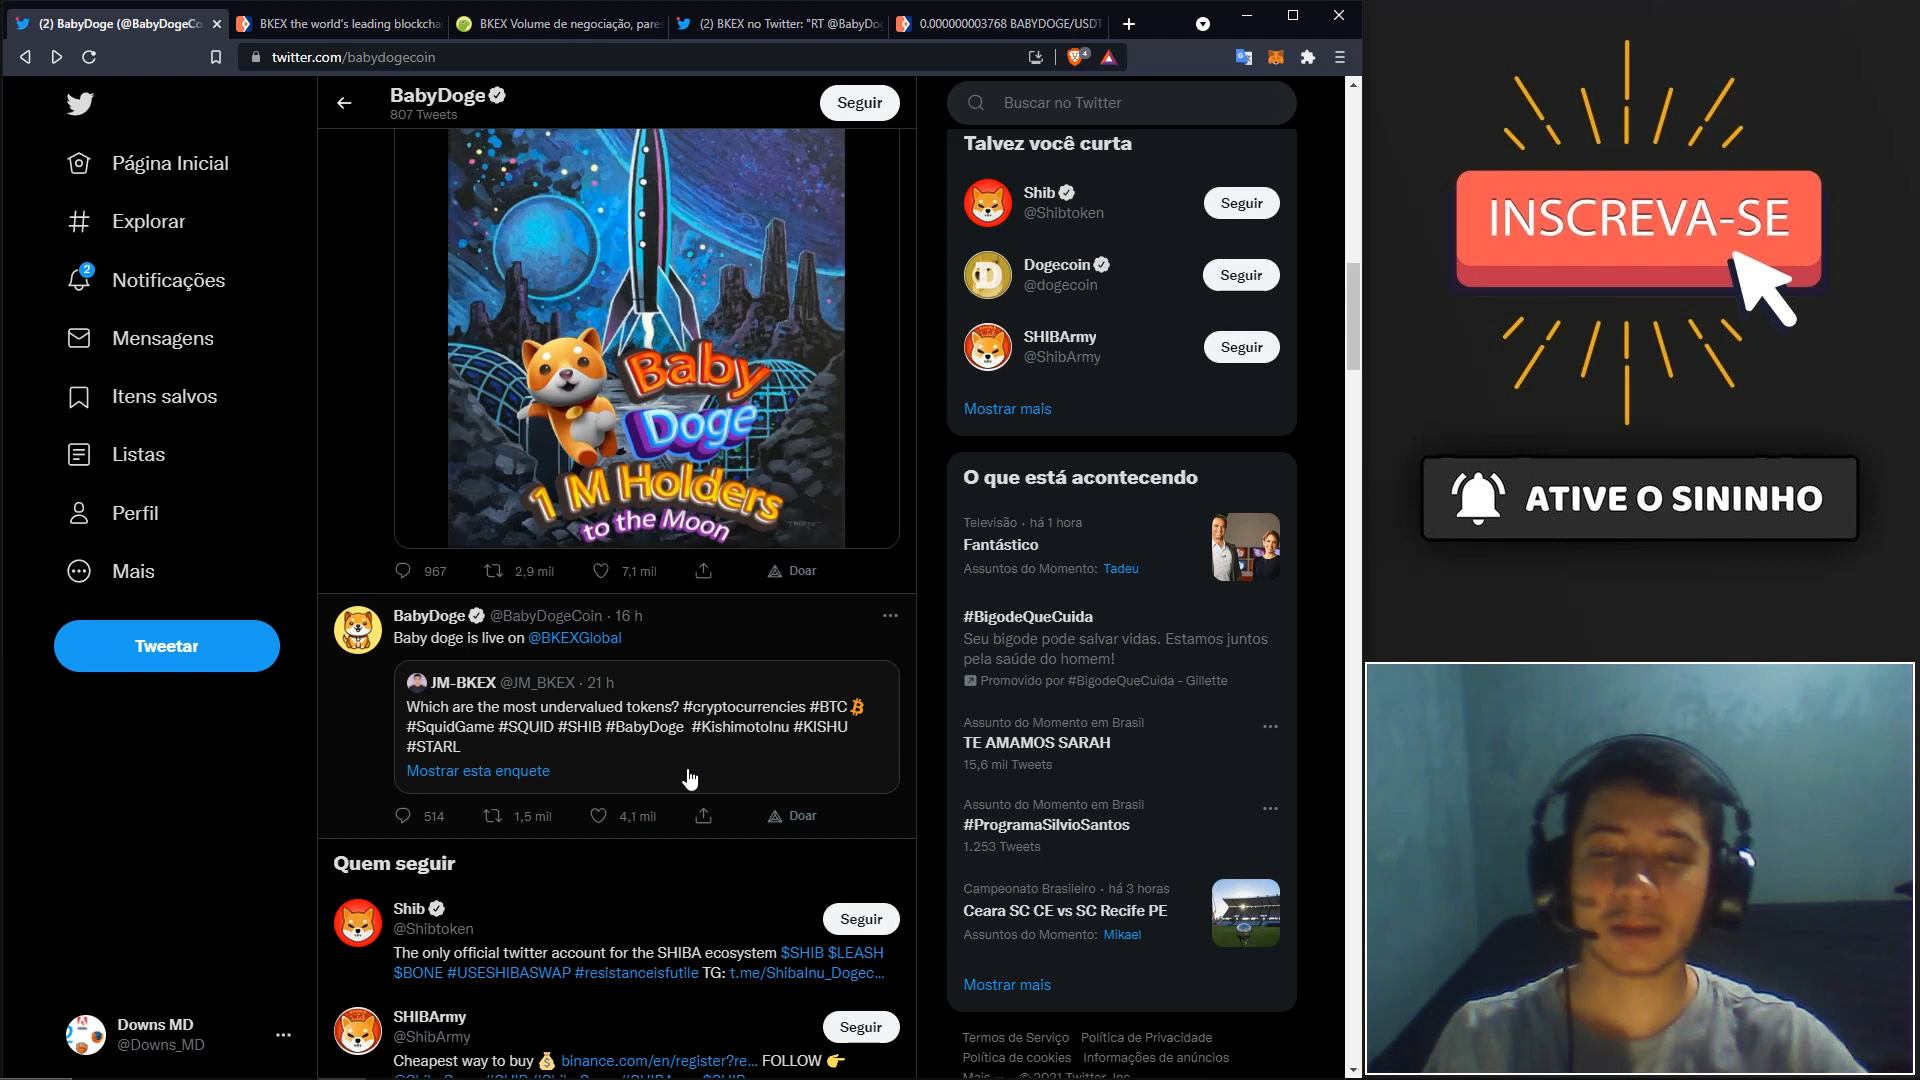 (2) BabyDoge (@BabyDogeCo
BKEX the world's leading blockcha
BKEX Volume de negociação, pare
(2) BKEX no Twitter: "RT @BabyDo
0.000000003768 BABYDOGE/USDT
twitter.com/babydogecoin
4
BabyDoge
807 Tweets
Seguir
Buscar no Twitter
Página Inicial
Explorar
2
Notificações
Mensagens
Itens salvos
Listas
Perfil
Mais
Tweetar
Downs MD
@Downs_MD
Baby
Doge
1 M Holders
to the Moon
967
2,9 mil
7,1 mil
Doar
BabyDoge @BabyDogeCoin · 16 h
Baby doge is live on @BKEXGlobal
JM-BKEX @JM_BKEX · 21 h
Which are the most undervalued tokens? #cryptocurrencies #BTC
#SquidGame #SQUID #SHIB #BabyDoge #KishimotoInu #KISHU
#STARL
Mostrar esta enquete
514
1,5 mil
4,1 mil
Doar
Quem seguir
Shib
@Shibtoken
Seguir
The only official twitter account for the SHIBA ecosystem $SHIB $LEASH
$BONE #USESHIBASWAP #resistanceisfutile TG: t.me/ShibaInu_Dogec...
SHIBArmy
@ShibArmy
Seguir
Cheapest way to buy binance.com/en/register?re... FOLLOW
Talvez você curta
Shib
@Shibtoken
Seguir
Dogecoin
@dogecoin
Seguir
SHIBArmy
@ShibArmy
Seguir
Mostrar mais
O que está acontecendo
Televisão · há 1 hora
Fantástico
Assuntos do Momento: Tadeu
#BigodeQueCuida
Seu bigode pode salvar vidas. Estamos juntos
pela saúde do homem!
Promovido por #BigodeQueCuida - Gillette
Assunto do Momento em Brasil
TE AMAMOS SARAH
15,6 mil Tweets
Assunto do Momento em Brasil
#ProgramaSilvioSantos
1.253 Tweets
Campeonato Brasileiro · há 3 horas
Ceara SC CE vs SC Recife PE
Assuntos do Momento: Mikael
Mostrar mais
Termos de Serviço Política de Privacidade
Política de cookies Informações de anúncios
Mais ... © 2021 Twitter, Inc.
INSCREVA-SE
ATIVE O SININHO